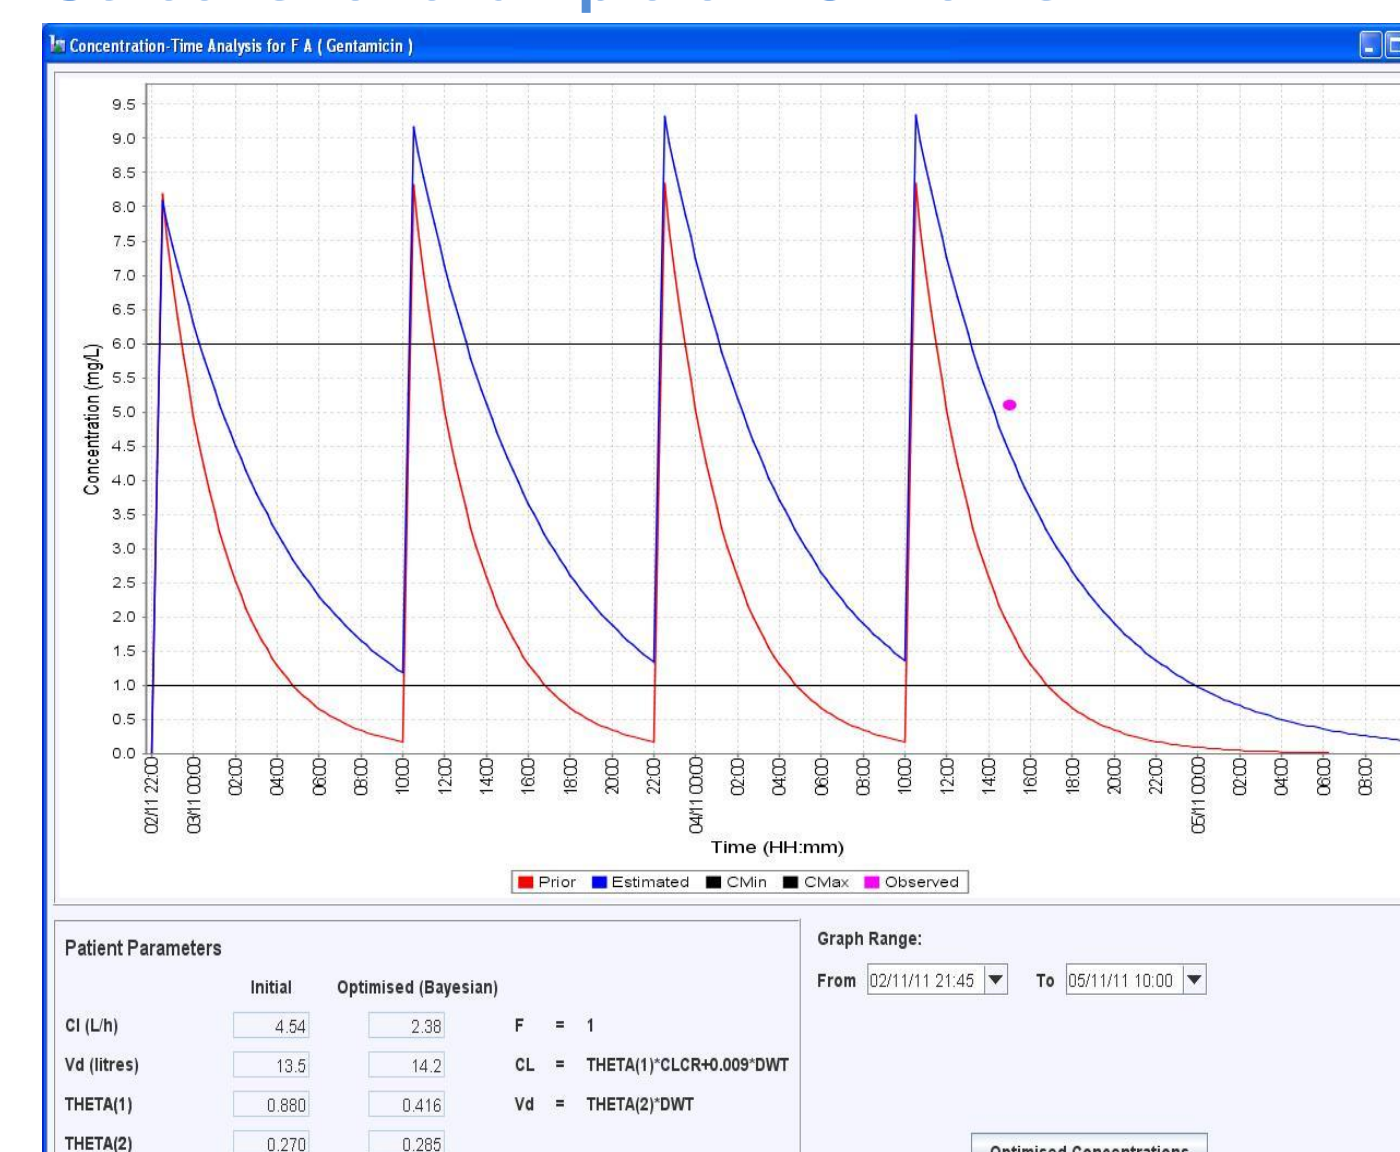 Concentration-Time Analysis for F A ( Gentamicin )
9.5
9.0
8.5
8.0
7.5
7.0
6.5
6.0
5.5
5.0
4.5
4.0
3.5
3.0
2.5
2.0
1.5
1.0
0.5
0.0
Concentration (mg/L)
02/11 22:00 03/11 00:00 02:00 04:00 06:00 08:00 10:00 12:00 14:00 16:00 18:00 20:00 22:00 04/11 00:00 02:00 04:00 06:00 08:00 10:00 12:00 14:00 16:00 18:00 20:00 22:00 05/11 00:00 02:00 04:00 06:00 08:00
Time (HH:mm)
Prior Estimated CMin CMax Observed
Patient Parameters
Initial Optimised (Bayesian)
Cl (L/h) 4.54 2.38 F = 1
Vd (litres) 13.5 14.2 CL = THETA(1)*CLCR+0.009*DWT
THETA(1) 0.880 0.416 Vd = THETA(2)*DWT
THETA(2) 0.270 0.285
Graph Range:
From 02/11/11 21:45 To 05/11/11 10:00
Optimised Concentrations